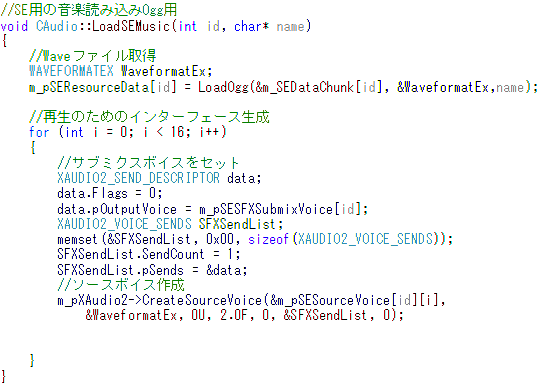 //SE用の音楽読み込みOgg用
void CAudio::LoadSEMusic(int id, char* name)
{
    //Waveファイル取得
    WAVEFORMATEX WaveformatEx;
    m_pSEResourceData[id] = LoadOgg(&m_SEDataChunk[id], &WaveformatEx,name);

    //再生のためのインターフェース生成
    for (int i = 0; i < 16; i++)
    {
        //サブミクスボイスをセット
        XAUDIO2_SEND_DESCRIPTOR data;
        data.Flags = 0;
        data.pOutputVoice = m_pSESFXSubmixVoice[id];
        XAUDIO2_VOICE_SENDS SFXSendList;
        memset(&SFXSendList, 0x00, sizeof(XAUDIO2_VOICE_SENDS));
        SFXSendList.SendCount = 1;
        SFXSendList.pSends = &data;
        //ソースボイス作成
        m_pXAudio2->CreateSourceVoice(&m_pSESourceVoice[id][i],
            &WaveformatEx, 0U, 2.0F, 0, &SFXSendList, 0);


    }
}